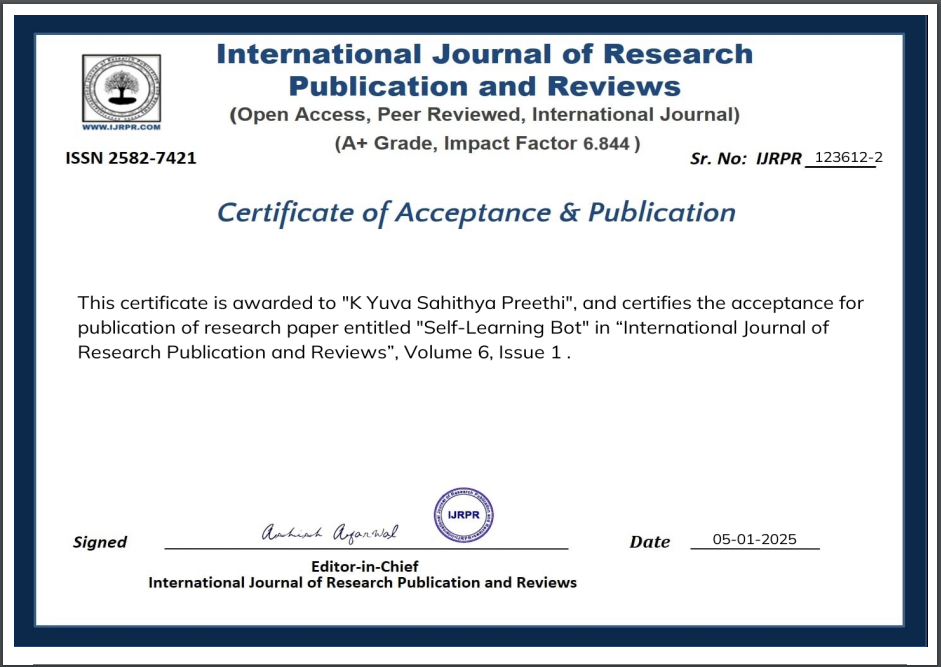 International Journal of Research
Publication and Reviews
(Open Access, Peer Reviewed, International Journal)
(A+ Grade, Impact Factor 6.844 )
WWW.IJRPR.COM
ISSN 2582-7421
Sr. No: IJRPR 123612-2
Certificate of Acceptance & Publication
This certificate is awarded to "K Yuva Sahithya Preethi", and certifies the acceptance for
publication of research paper entitled "Self-Learning Bot" in “International Journal of
Research Publication and Reviews”, Volume 6, Issue 1 .
IJRPR
Signed
Ashish Agarwal
Date 05-01-2025
Editor-in-Chief
International Journal of Research Publication and Reviews